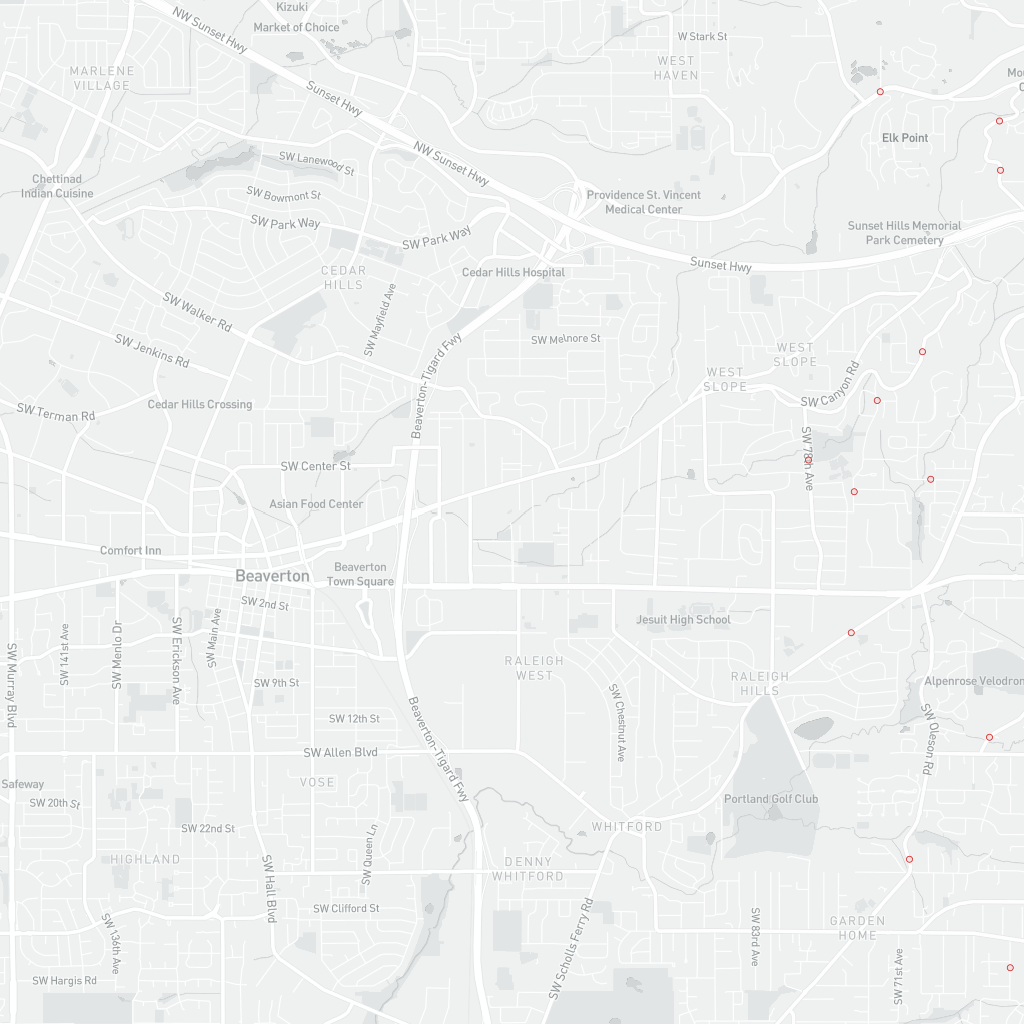 Kizuki
Market of Choice
NW Sunset Hwy
W Stark St
WEST
HAVEN
MARLENE
VILLAGE
Sunset Hwy
Elk Point
NW Sunset Hwy
SW Lanewood St
Chettinad
Indian Cuisine
SW Bowmont St
Providence St. Vincent
Medical Center
SW Park Way
SW Park Way
Sunset Hills Memorial
Park Cemetery
Sunset Hwy
CEDAR
HILLS
Cedar Hills Hospital
SW Walker Rd
SW Mayfield Ave
SW Jenkins Rd
Beaverton-Tigard Fwy
WEST
SLOPE
WEST
SLOPE
SW Canyon Rd
SW Terman Rd
Cedar Hills Crossing
SW 78th Ave
SW Center St
Asian Food Center
Comfort Inn
Beaverton
Beaverton
Town Square
SW 2nd St
SW Main Ave
Jesuit High School
SW 141st Ave
SW Menlo Dr
SW Erickson Ave
SW Murray Blvd
RALEIGH
WEST
RALEIGH
HILLS
Alpenrose Velodrom
SW 9th St
SW Chestnut Ave
SW 12th St
SW Oleson Rd
SW Allen Blvd
Beaverton-Tigard Fwy
VOSE
Safeway
SW 20th St
Portland Golf Club
SW 22nd St
WHITFORD
SW Queen Ln
HIGHLAND
DENNY
WHITFORD
SW Hall Blvd
SW Clifford St
SW 136th Ave
SW Scholls Ferry Rd
SW 83rd Ave
GARDEN
HOME
SW 71st Ave
SW Hargis Rd